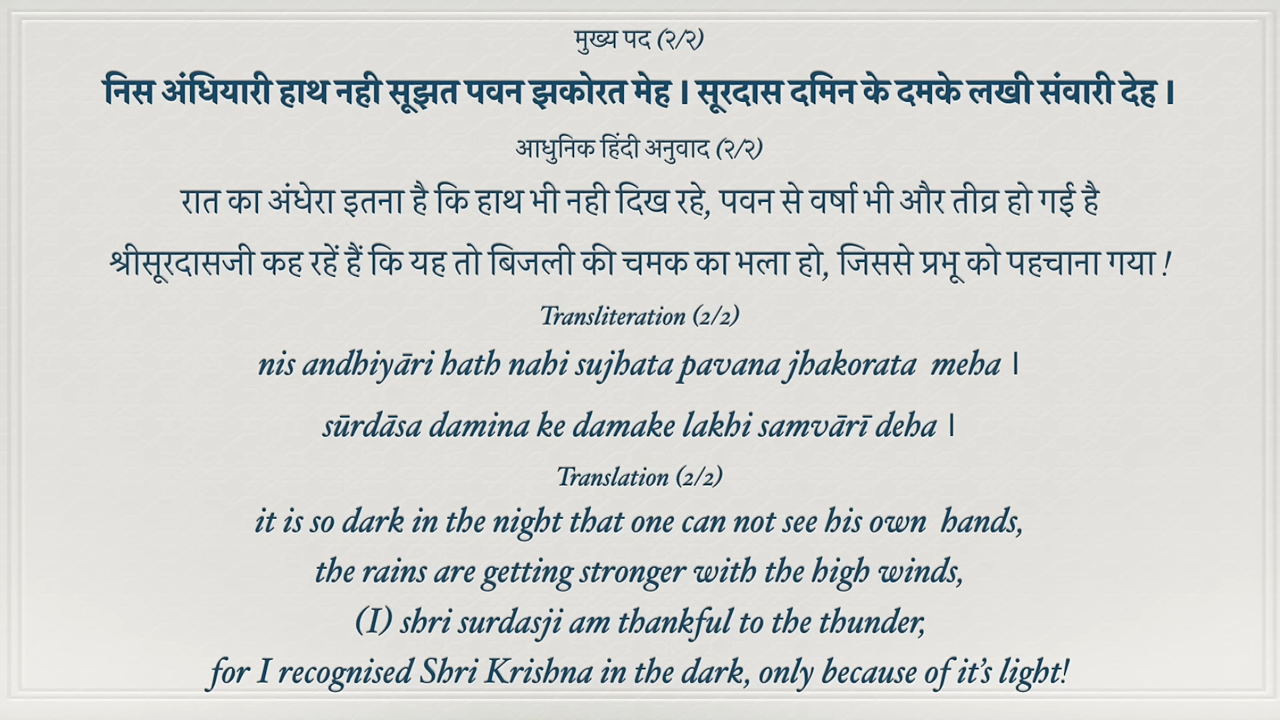 मुख्य पद (२/२)
निस अंधियारी हाथ नही सूझत पवन झकोरत मेह । सूरदास दमिन के दमके लखी संवारी देह ।
आधुनिक हिंदी अनुवाद (२/२)
रात का अंधेरा इतना है कि हाथ भी नही दिख रहे, पवन से वर्षा भी और तीव्र हो गई है
श्रीसूरदासजी कह रहें हैं कि यह तो बिजली की चमक का भला हो, जिससे प्रभू को पहचाना गया !
Transliteration (2/2)
nis andhiyāri hath nahi sujhata pavana jhakorata meha |
sūrdāsa damina ke damake lakhi samvārī deha |
Translation (2/2)
it is so dark in the night that one can not see his own hands,
the rains are getting stronger with the high winds,
(I) shri surdasji am thankful to the thunder,
for I recognised Shri Krishna in the dark, only because of it's light!